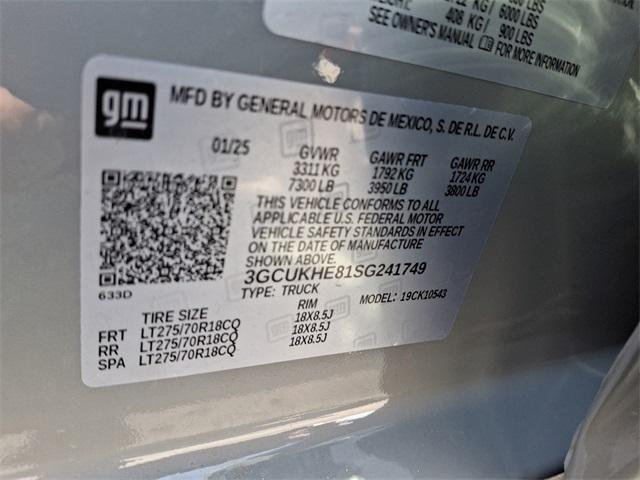 6000 LBS
408 KG / 900 LBS
SEE OWNER'S MANUAL FOR MORE INFORMATION
gm
MFD BY GENERAL MOTORS DE MEXICO, S. DE R.L. DE C.V.
01/25 GVWR GAWR FRT GAWR RR
3311 KG 1792 KG 1724 KG
7300 LB 3950 LB 3800 LB
THIS VEHICLE CONFORMS TO ALL
APPLICABLE U.S. FEDERAL MOTOR
VEHICLE SAFETY STANDARDS IN EFFECT
ON THE DATE OF MANUFACTURE
SHOWN ABOVE.
3GCUKHE81SG241749
633D
TYPE: TRUCK MODEL: 19CK10543
TIRE SIZE RIM
FRT LT275/70R18CQ 18X8.5J
RR LT275/70R18CQ 18X8.5J
SPA LT275/70R18CQ 18X8.5J